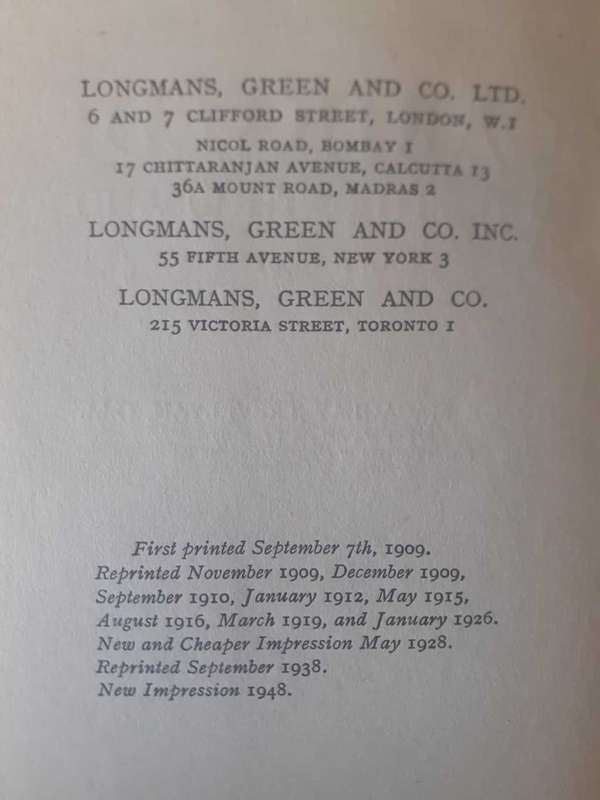 LONGMANS, GREEN AND CO. LTD.
6 AND 7 CLIFFORD STREET, LONDON, W.1
NICOL ROAD, BOMBAY 1
17 CHITTARANJAN AVENUE, CALCUTTA 13
36A MOUNT ROAD, MADRAS 2
LONGMANS, GREEN AND CO. INC.
55 FIFTH AVENUE, NEW YORK 3
LONGMANS, GREEN AND CO.
215 VICTORIA STREET, TORONTO 1
First printed September 7th, 1909.
Reprinted November 1909, December 1909,
September 1910, January 1912, May 1915,
August 1916, March 1919, and January 1926.
New and Cheaper Impression May 1928.
Reprinted September 1938.
New Impression 1948.